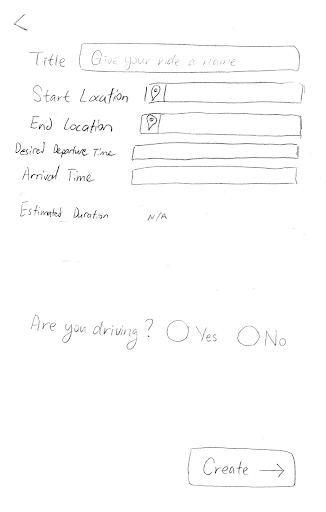 Title Give your ride a name
Start Location
End Location
Desired Departure Time
Arrival Time
Estimated Duration N/A
Are you driving? Yes No
Create